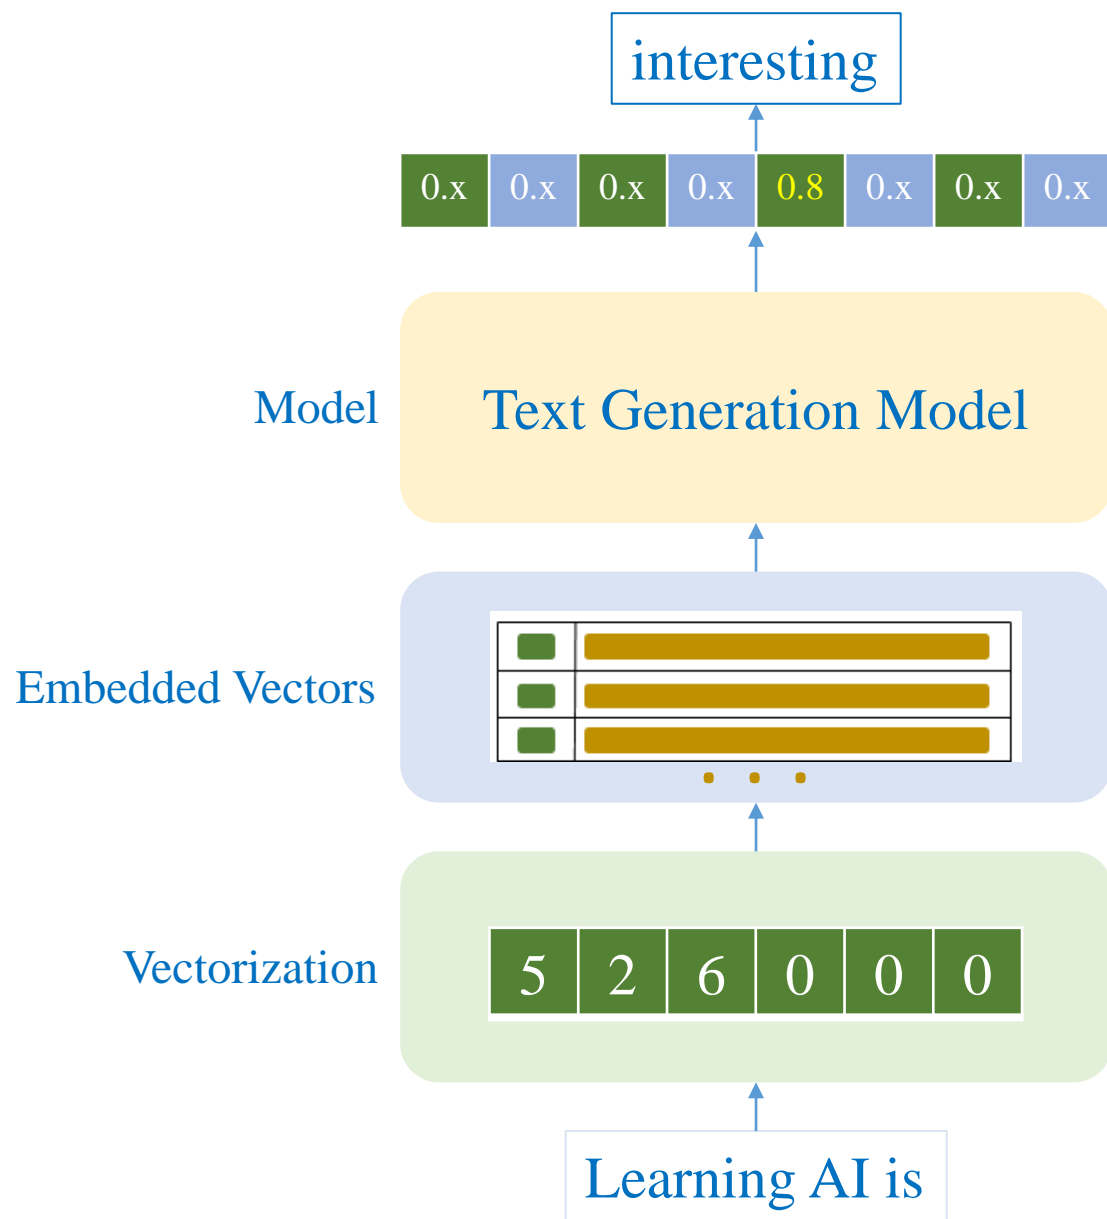 interesting
0.x 0.x 0.x 0.x 0.8 0.x 0.x 0.x
Model
Text Generation Model
Embedded Vectors
Vectorization
5 2 6 0 0 0
Learning AI is